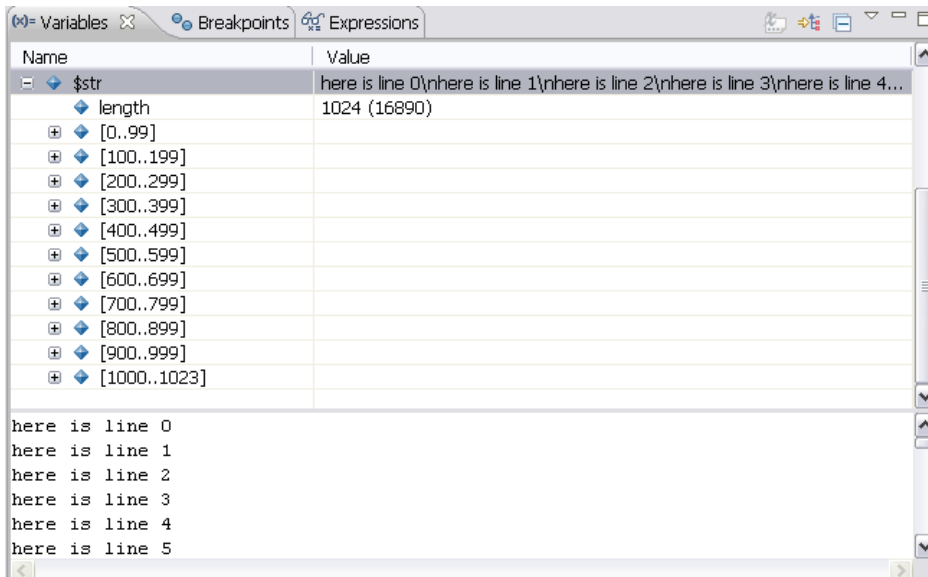 (x)= Variables Breakpoints Expressions
Name Value
$str here is line 0\nhere is line 1\nhere is line 2\nhere is line 3\nhere is line 4...
length 1024 (16890)
[0..99]
[100..199]
[200..299]
[300..399]
[400..499]
[500..599]
[600..699]
[700..799]
[800..899]
[900..999]
[1000..1023]
here is line 0
here is line 1
here is line 2
here is line 3
here is line 4
here is line 5